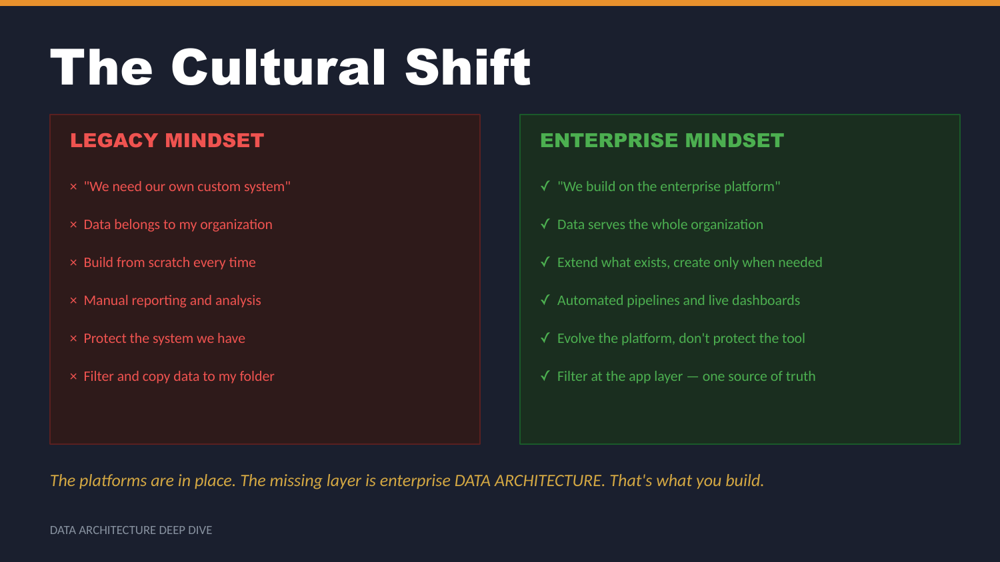 The Cultural Shift
LEGACY MINDSET
× "We need our own custom system"
× Data belongs to my organization
× Build from scratch every time
× Manual reporting and analysis
× Protect the system we have
× Filter and copy data to my folder
ENTERPRISE MINDSET
✓ "We build on the enterprise platform"
✓ Data serves the whole organization
✓ Extend what exists, create only when needed
✓ Automated pipelines and live dashboards
✓ Evolve the platform, don't protect the tool
✓ Filter at the app layer — one source of truth
The platforms are in place. The missing layer is enterprise DATA ARCHITECTURE. That's what you build.
DATA ARCHITECTURE DEEP DIVE